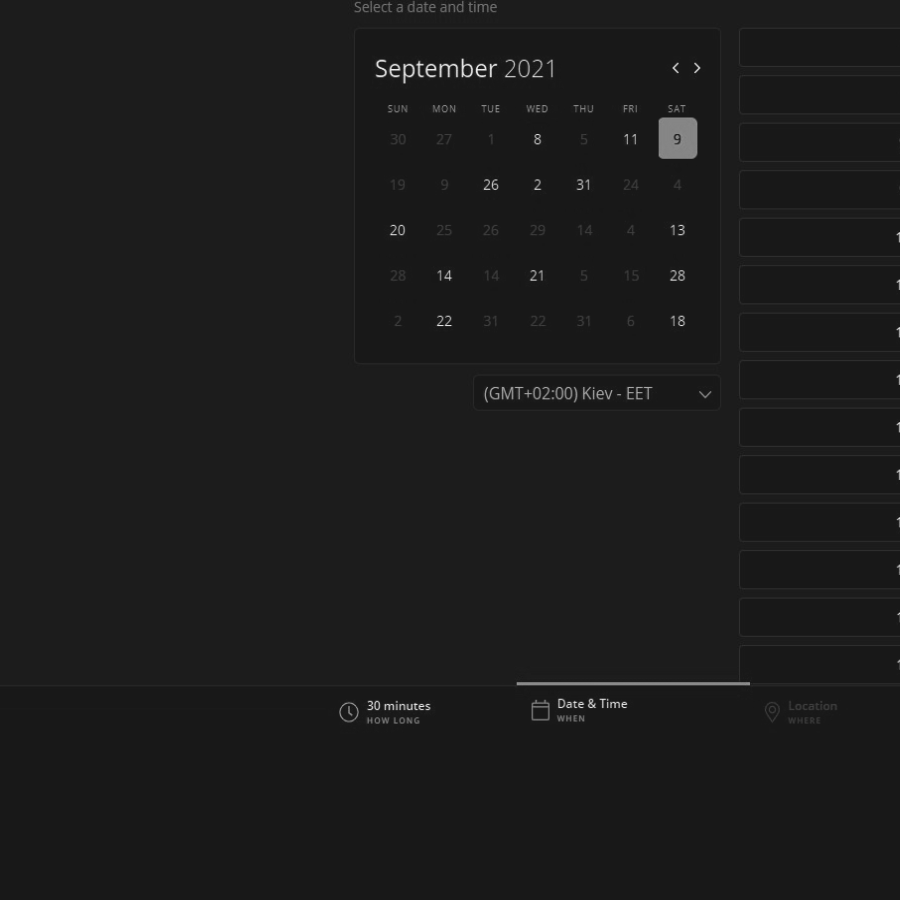 Select a date and time
September 2021
SUN MON TUE WED THU FRI SAT
30 27 1 8 5 11 9
19 9 26 2 31 24 4
20 25 26 29 14 4 13
28 14 14 21 5 15 28
2 22 31 22 31 6 18
(GMT+02:00) Kiev - EET
30 minutes
HOW LONG
Date & Time
WHEN
Location
WHERE